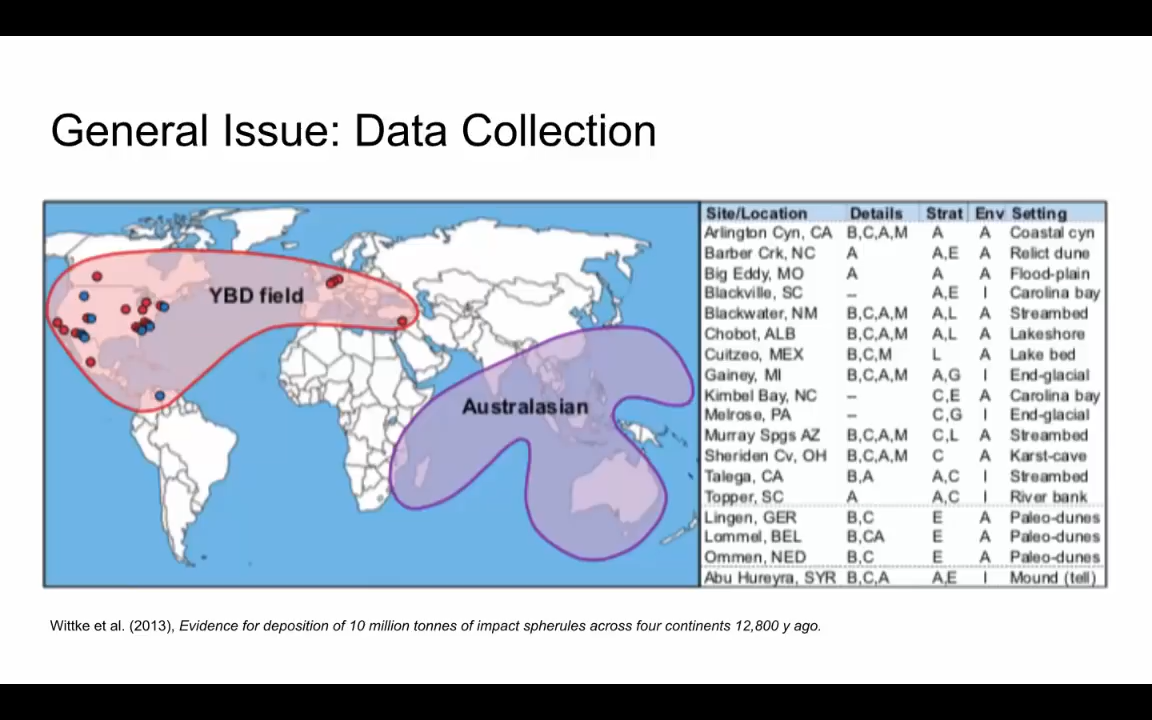 General Issue: Data Collection
YBD field
Australasian
Site/Location Details Strat Env Setting
Arlington Cyn, CA B,C,A,M A A Coastal cyn
Barber Crk, NC A A,E A Relict dune
Big Eddy, MO A A A Flood-plain
Blackville, SC – A,E I Carolina bay
Blackwater, NM B,C,A,M A,L A Streambed
Chobot, ALB B,C,A,M A,L A Lakeshore
Cuitzeo, MEX B,C,M L A Lake bed
Gainey, MI B,C,A,M A,G I End-glacial
Kimbel Bay, NC – C,E A Carolina bay
Melrose, PA – C,G I End-glacial
Murray Spgs AZ B,C,A,M C,L A Streambed
Sheriden Cv, OH B,C,A,M C A Karst-cave
Talega, CA B,A A,C I Streambed
Topper, SC A A,C I River bank
Lingen, GER B,C E A Paleo-dunes
Lommel, BEL B,CA E A Paleo-dunes
Ommen, NED B,C E A Paleo-dunes
Abu Hureyra, SYR B,C,A A,E I Mound (tell)
Wittke et al. (2013), Evidence for deposition of 10 million tonnes of impact spherules across four continents 12,800 y ago.